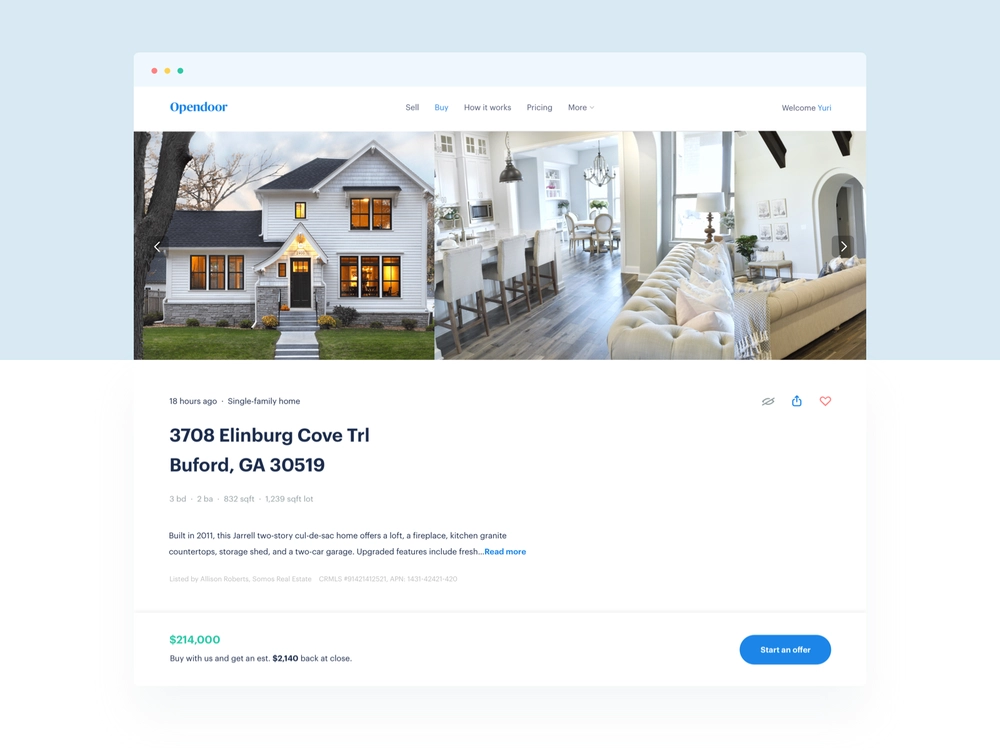 Opendoor
Sell Buy How it works Pricing More
Welcome Yuri
18 hours ago · Single-family home
3708 Elinburg Cove Trl
Buford, GA 30519
3 bd · 2 ba · 832 sqft · 1,239 sqft lot
Built in 2011, this Jarrell two-story cul-de-sac home offers a loft, a fireplace, kitchen granite
countertops, storage shed, and a two-car garage. Upgraded features include fresh...Read more
Listed by Allison Roberts, Somos Real Estate CRMLS #81421412521, APN: 1431-42421-420
$214,000
Buy with us and get an est. $2,140 back at close.
Start an offer